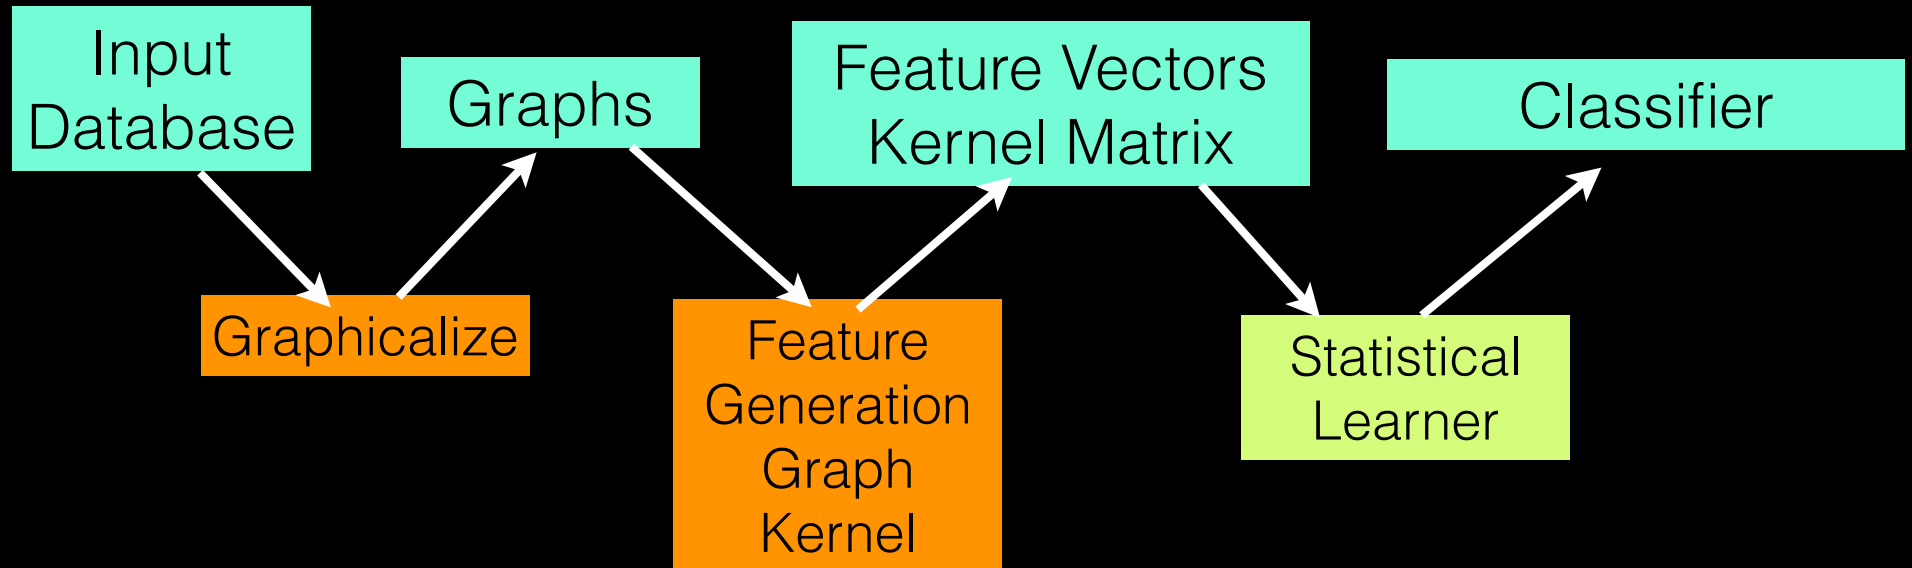 Input
Database
Graphs
Feature Vectors
Kernel Matrix
Classifier
Graphicalize
Feature
Generation
Graph
Kernel
Statistical
Learner